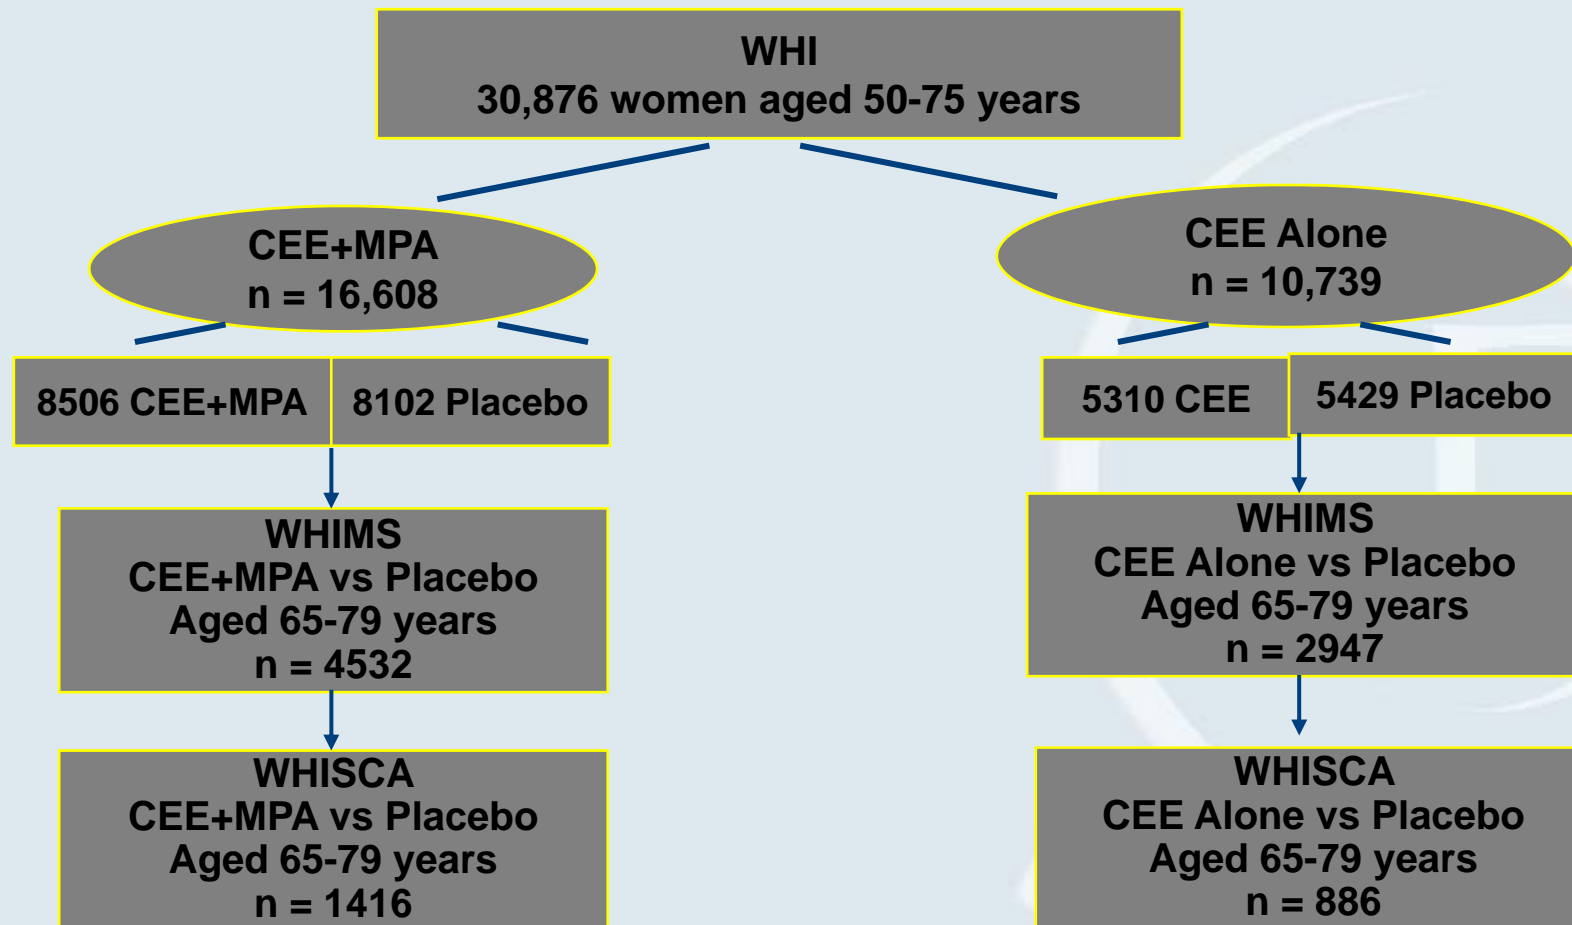 WHI
30,876 women aged 50-75 years
CEE+MPA
n = 16,608
CEE Alone
n = 10,739
8506 CEE+MPA
8102 Placebo
5310 CEE
5429 Placebo
WHIMS
CEE+MPA vs Placebo
Aged 65-79 years
n = 4532
WHIMS
CEE Alone vs Placebo
Aged 65-79 years
n = 2947
WHISCA
CEE+MPA vs Placebo
Aged 65-79 years
n = 1416
WHISCA
CEE Alone vs Placebo
Aged 65-79 years
n = 886